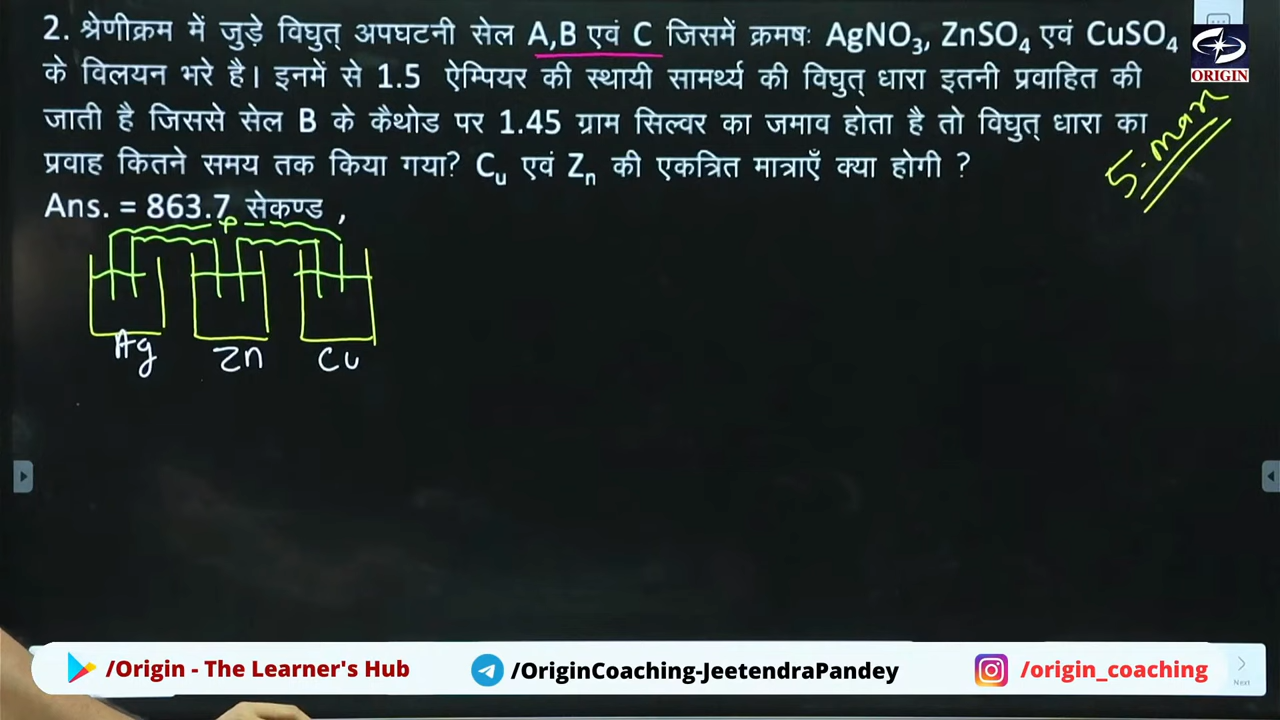 2. श्रेणीक्रम में जुड़े विघुत् अपघटनी सेल A,B एवं C जिसमें क्रमषः AgNO₃, ZnSO₄ एवं CuSO₄
के विलयन भरे है। इनमें से 1.5 ऐम्पियर की स्थायी सामर्थ्य की विघुत् धारा इतनी प्रवाहित की
जाती है जिससे सेल B के कैथोड पर 1.45 ग्राम सिल्वर का जमाव होता है तो विघुत् धारा का
प्रवाह कितने समय तक किया गया? Cᵤ एवं Zₙ की एकत्रित मात्राएँ क्या होगी ?
Ans. = 863.7 सेकण्ड ,
ORIGIN
Ag Zn Cu
Next
/Origin - The Learner's Hub
/OriginCoaching-JeetendraPandey
/origin_coaching